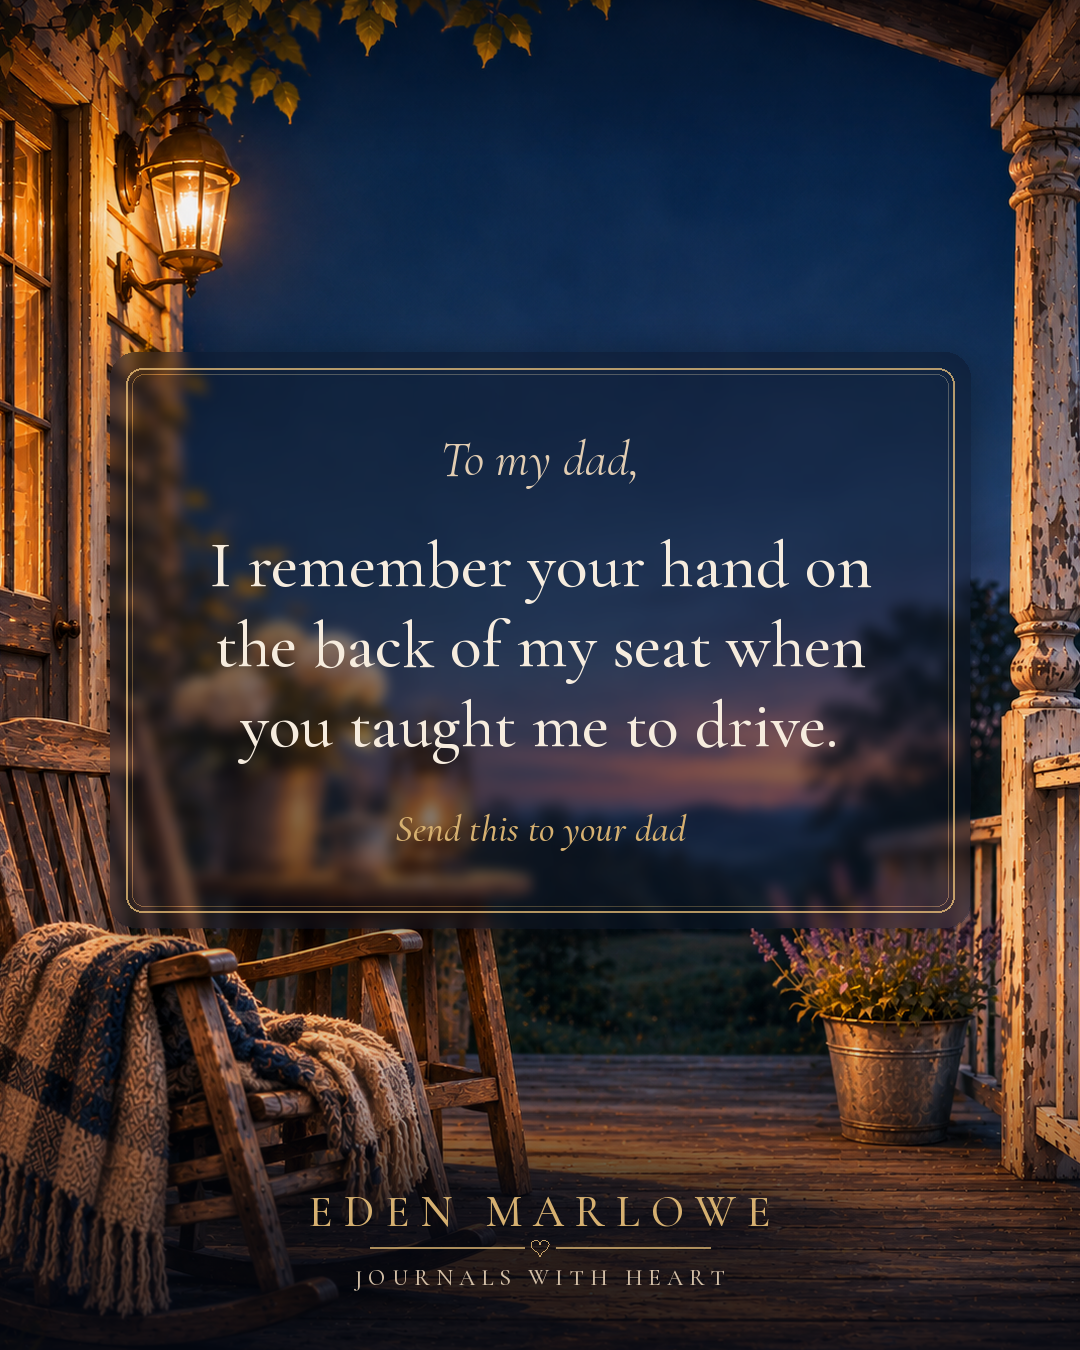 To my dad,
I remember your hand on
the back of my seat when
you taught me to drive.
Send this to your dad
EDEN MARLOWE
JOURNALS WITH HEART